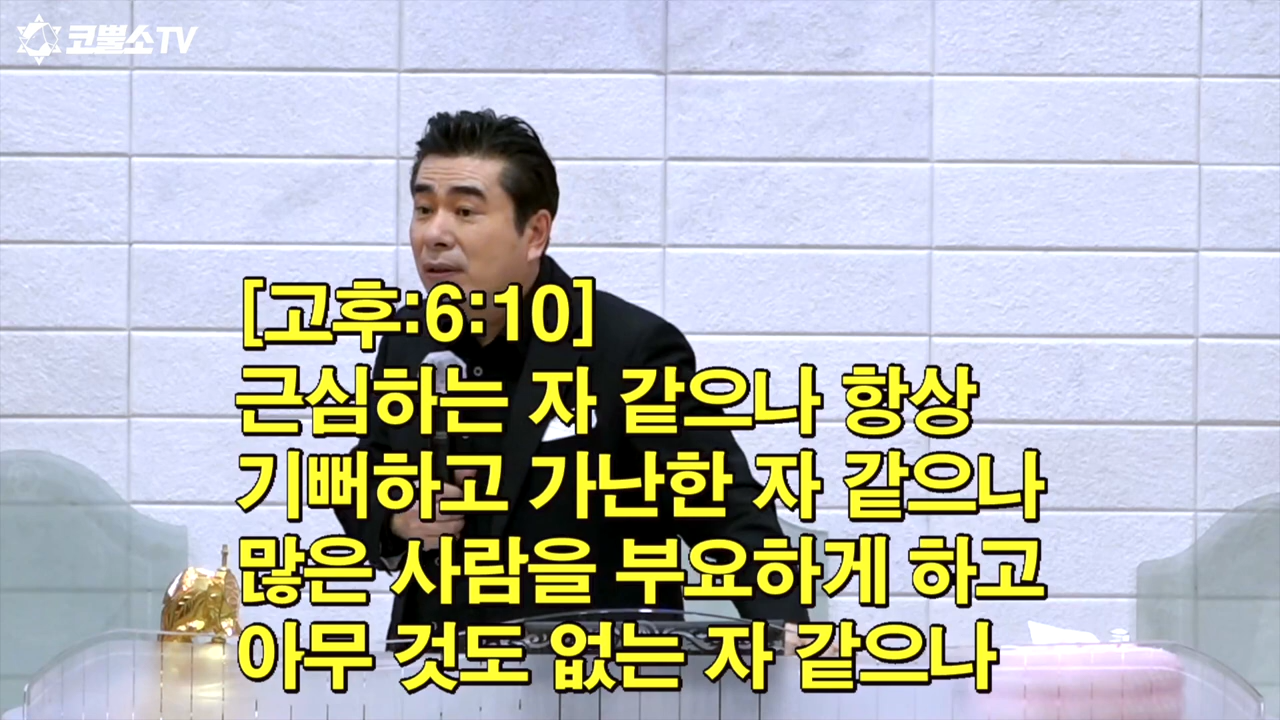 코뿔소TV
[고후:6:10]
근심하는 자 같으나 항상
기뻐하고 가난한 자 같으나
많은 사람을 부요하게 하고
아무 것도 없는 자 같으나